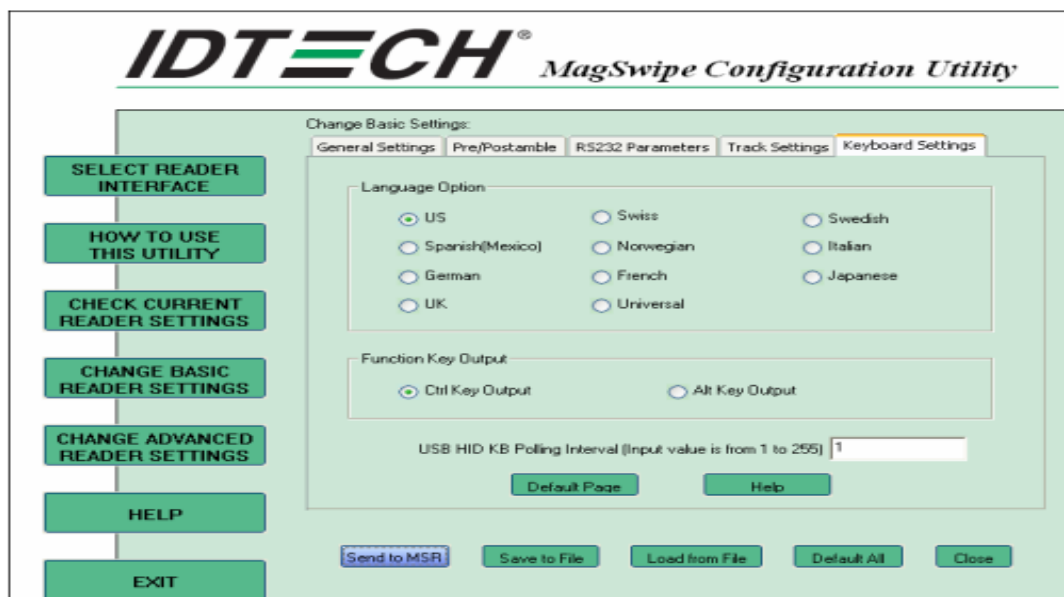 IDTECH® MagSwipe Configuration Utility
SELECT READER
INTERFACE
HOW TO USE
THIS UTILITY
CHECK CURRENT
READER SETTINGS
CHANGE BASIC
READER SETTINGS
CHANGE ADVANCED
READER SETTINGS
HELP
EXIT
Change Basic Settings:
General Settings Pre/Postamble RS232 Parameters Track Settings Keyboard Settings
Language Option
US Swiss Swedish
Spanish(Mexico) Norwegian Italian
German French Japanese
UK Universal
Function Key Output
Ctrl Key Output Alt Key Output
USB HID KB Polling Interval (Input value is from 1 to 255) 1
Default Page Help
Send to MSR Save to File Load from File Default All Close